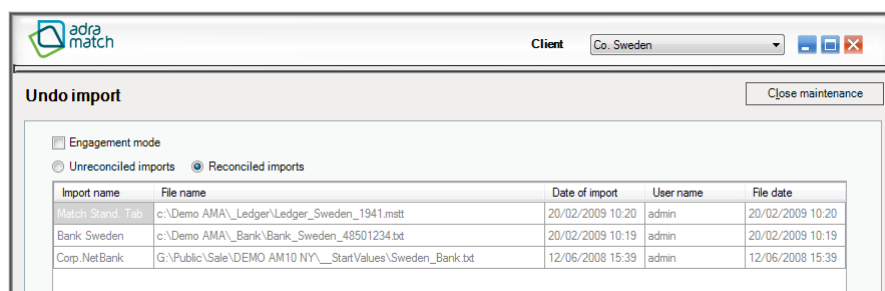 adra
match
Client Co. Sweden
Undo import
Close maintenance
Engagement mode
Unreconciled imports Reconciled imports
Import name File name Date of import User name File date
Match Stand. Tab c:\Demo AMA\_Ledger\Ledger_Sweden_1941.mstt 20/02/2009 10:20 admin 20/02/2009 10:20
Bank Sweden c:\Demo AMA\_Bank\Bank_Sweden_48501234.txt 20/02/2009 10:19 admin 20/02/2009 10:19
Corp.NetBank G:\Public\Sale\DEMO AM10 NY\__StartValues\Sweden_Bank.txt 12/06/2008 15:39 admin 12/06/2008 15:39